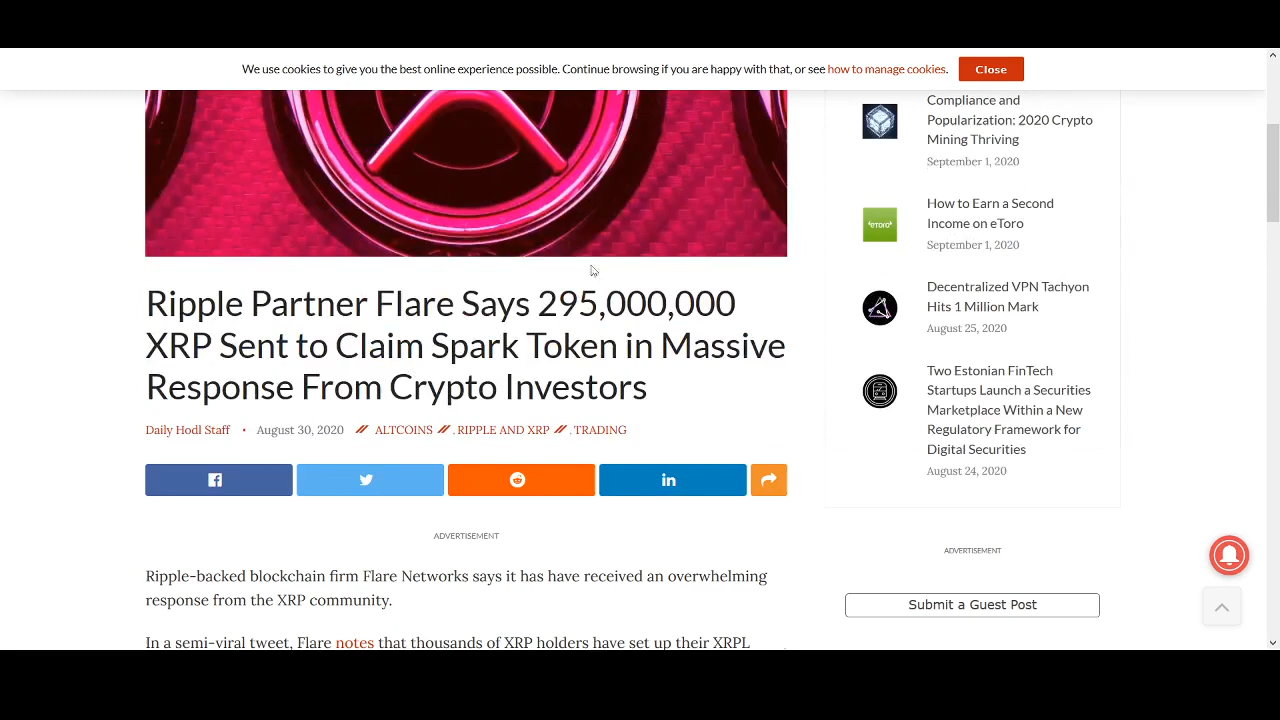 We use cookies to give you the best online experience possible. Continue browsing if you are happy with that, or see how to manage cookies.
Close
Ripple Partner Flare Says 295,000,000
XRP Sent to Claim Spark Token in Massive
Response From Crypto Investors
Daily Hodl Staff • August 30, 2020 // ALTCOINS // , RIPPLE AND XRP // , TRADING
ADVERTISEMENT
Ripple-backed blockchain firm Flare Networks says it has have received an overwhelming
response from the XRP community.
In a semi-viral tweet, Flare notes that thousands of XRP holders have set up their XRPL
Compliance and
Popularization: 2020 Crypto
Mining Thriving
September 1, 2020
eToro
How to Earn a Second
Income on eToro
September 1, 2020
Decentralized VPN Tachyon
Hits 1 Million Mark
August 25, 2020
Two Estonian FinTech
Startups Launch a Securities
Marketplace Within a New
Regulatory Framework for
Digital Securities
August 24, 2020
ADVERTISEMENT
Submit a Guest Post